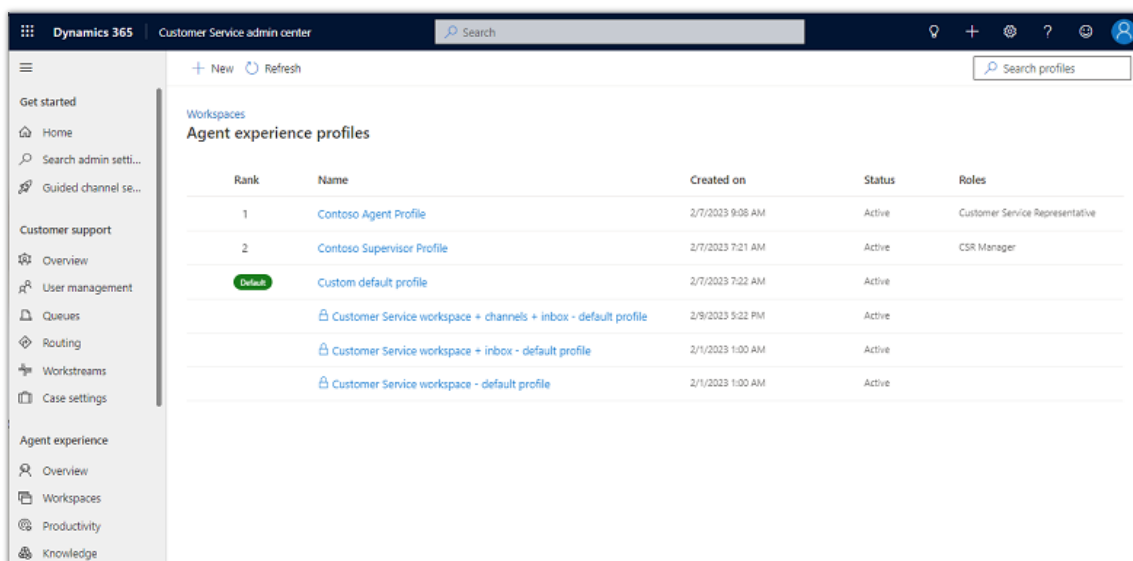 Dynamics 365 Customer Service admin center Search
New Refresh Search profiles
Get started
Home
Search admin setti...
Guided channel se...
Customer support
Overview
User management
Queues
Routing
Workstreams
Case settings
Agent experience
Overview
Workspaces
Productivity
Knowledge
Workspaces
Agent experience profiles
Rank Name Created on Status Roles
1 Contoso Agent Profile 2/7/2023 9:08 AM Active Customer Service Representative
2 Contoso Supervisor Profile 2/7/2023 7:21 AM Active CSR Manager
Default Custom default profile 2/7/2023 7:22 AM Active
Customer Service workspace + channels + inbox - default profile 2/9/2023 5:22 PM Active
Customer Service workspace + inbox - default profile 2/1/2023 1:00 AM Active
Customer Service workspace - default profile 2/1/2023 1:00 AM Active